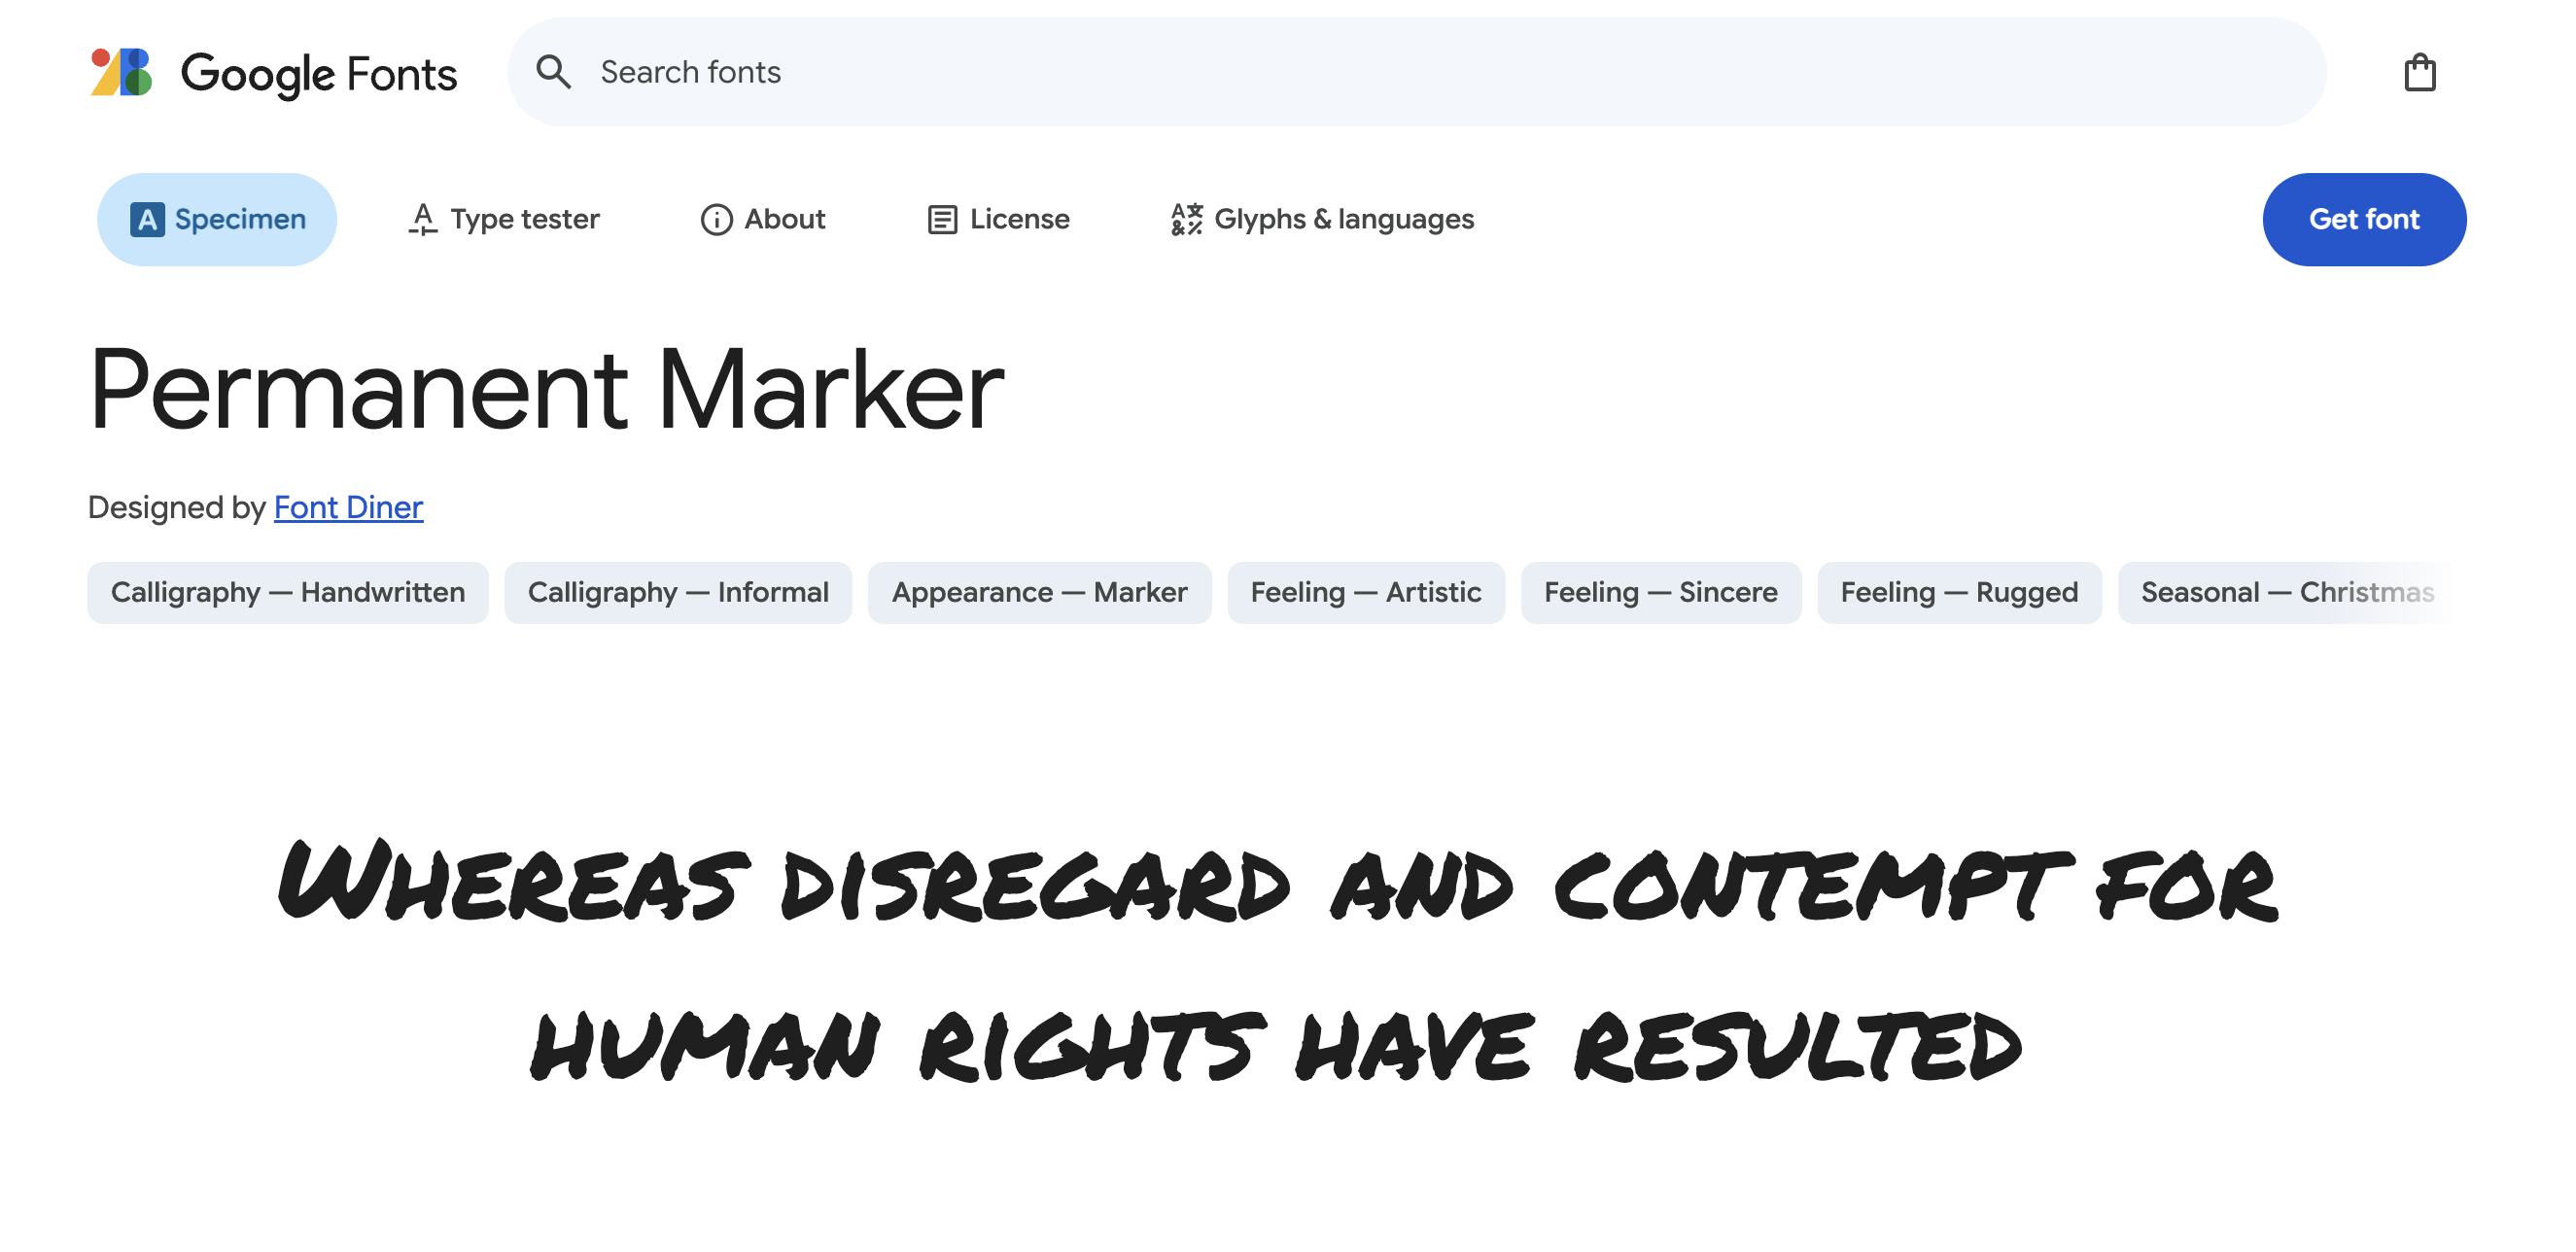 Google Fonts
Search fonts
Specimen
Type tester
About
License
Glyphs & languages
Get font
Permanent Marker
Designed by Font Diner
Calligraphy — Handwritten
Calligraphy — Informal
Appearance — Marker
Feeling — Artistic
Feeling — Sincere
Feeling — Rugged
Seasonal — Christmas
Whereas disregard and contempt for
human rights have resulted